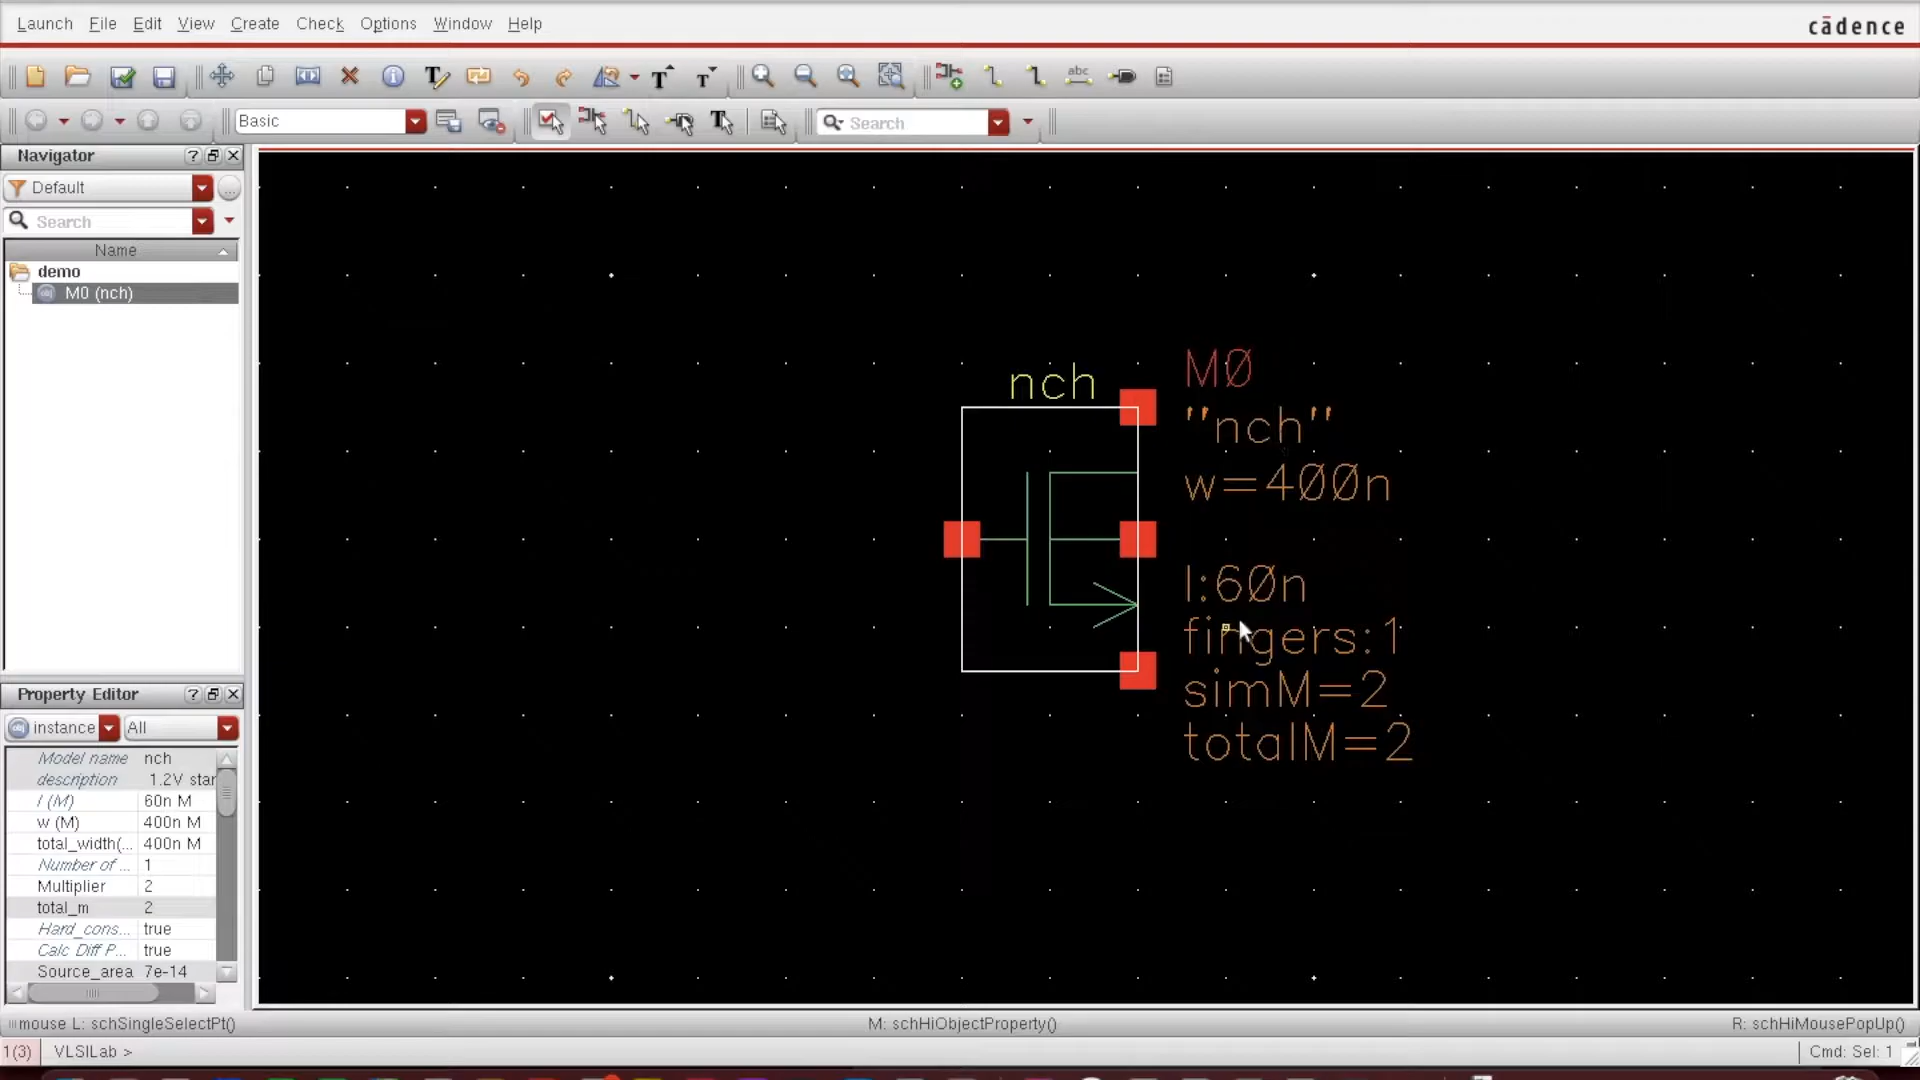 Launch File Edit View Create Check Options Window Help
cādence
abc
Basic
Search
Navigator
Default
Search
Name
demo
M0 (nch)
nch
M0
"nch"
w=400n
l:60n
fingers:1
simM=2
totalM=2
Property Editor
instance All
Model name nch
description 1.2V star
l (M) 60n M
w (M) 400n M
total_width(... 400n M
Number of ... 1
Multiplier 2
total_m 2
Hard_cons... true
Calc Diff P... true
Source_area 7e-14
mouse L: schSingleSelectPt() M: schHiObjectProperty() R: schHiMousePopUp()
1(3) VLSILab > Cmd: Sel: 1